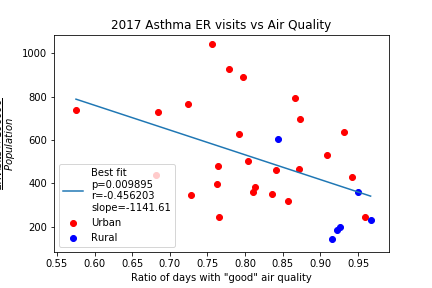 2017 Asthma ER visits vs Air Quality
1000
800
600
400
200
Population
Best fit
p=0.009895
r=-0.456203
slope=-1141.61
Urban
Rural
0.55 0.60 0.65 0.70 0.75 0.80 0.85 0.90 0.95
Ratio of days with "good" air quality